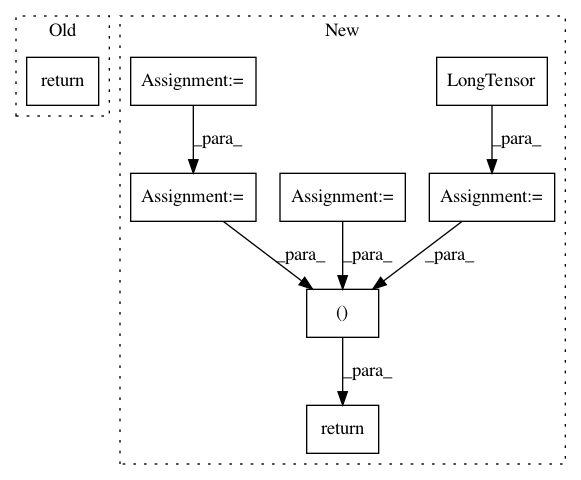 Old
New
return
Assignment:=
LongTensor
_para_
_para_
Assignment:=
Assignment:=
Assignment:=
_para_
_para_
_para_
()
_para_
return